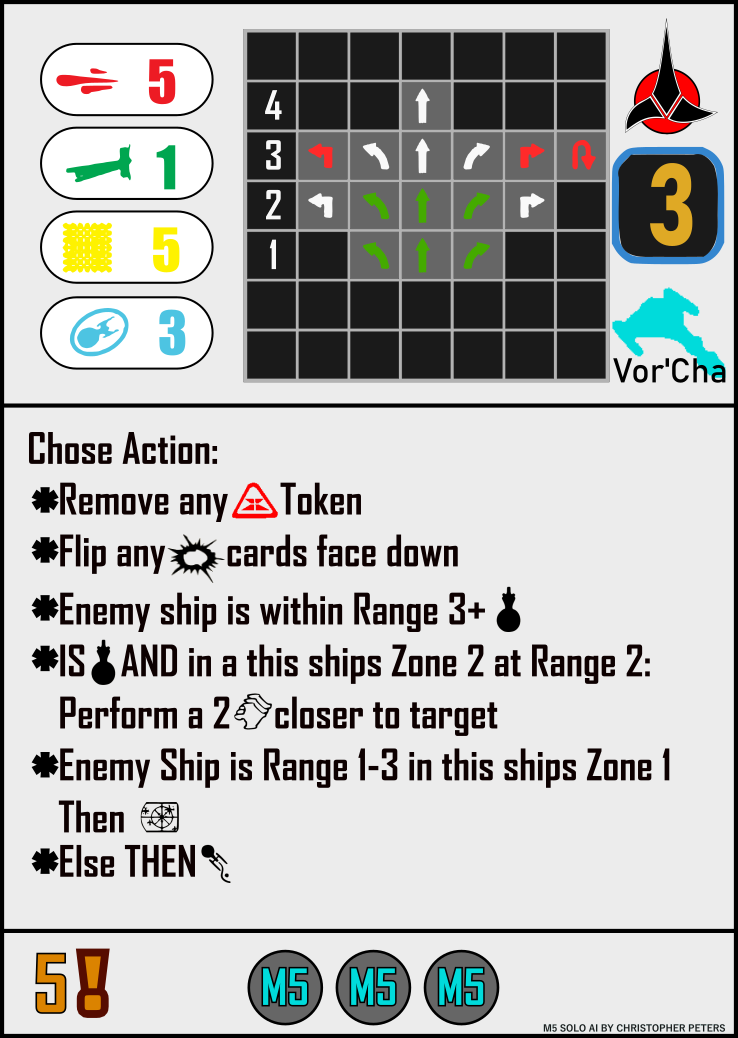 5
1
5
3
4
3
2
1
3
Vor'Cha
Chose Action:
Remove any Token
Flip any cards face down
Enemy ship is within Range 3+
IS AND in a this ships Zone 2 at Range 2:
Perform a 2 closer to target
Enemy Ship is Range 1-3 in this ships Zone 1
Then
Else THEN
5!
M5 M5 M5
M5 SOLO AI BY CHRISTOPHER PETERS